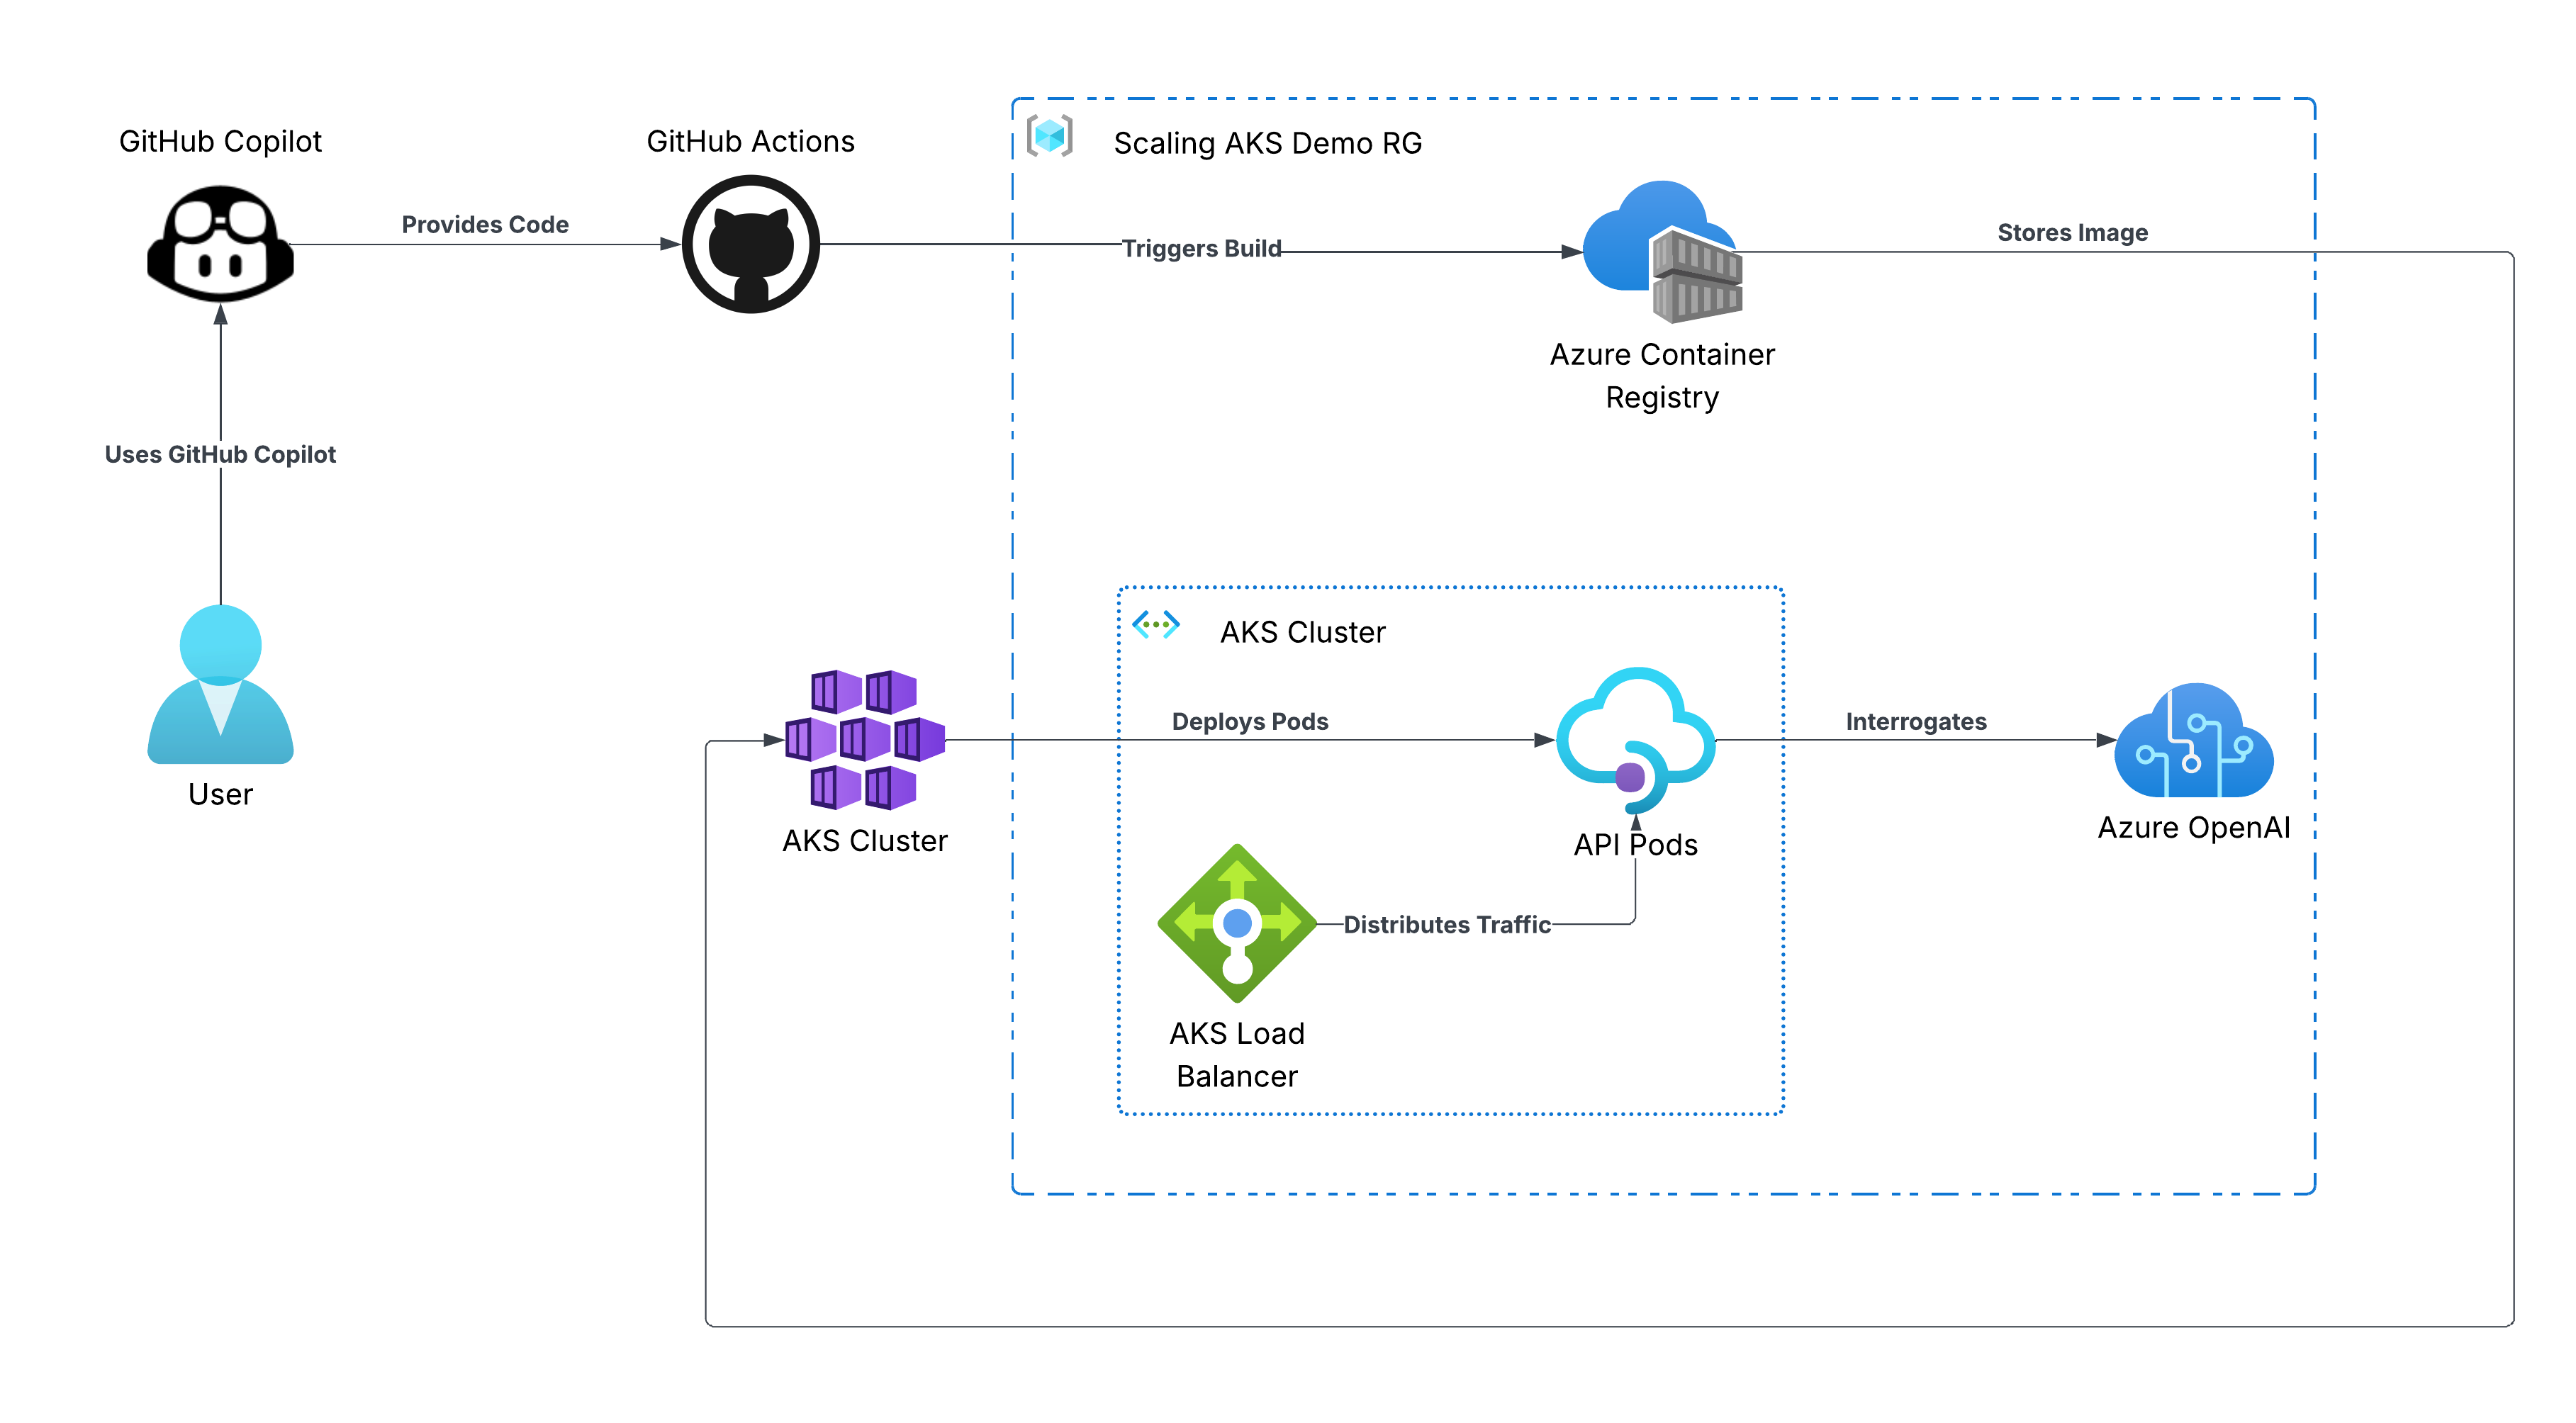 GitHub Copilot
GitHub Actions
Scaling AKS Demo RG
Provides Code
Triggers Build
Stores Image
Azure Container
Registry
Uses GitHub Copilot
AKS Cluster
Deploys Pods
Interrogates
User
AKS Cluster
API Pods
Azure OpenAI
Distributes Traffic
AKS Load
Balancer